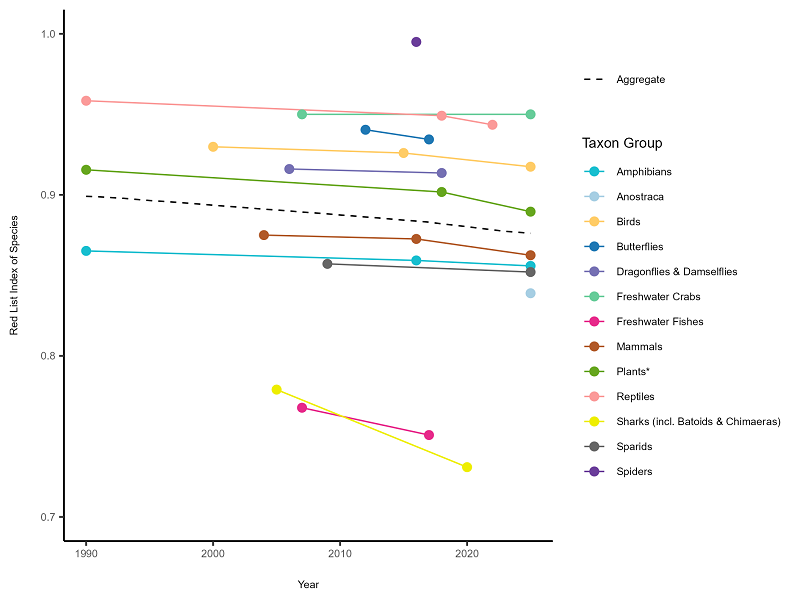 1.0
0.9
0.8
0.7
Red List Index of Species
1990
2000
2010
2020
Year
Aggregate
Taxon Group
Amphibians
Anostraca
Birds
Butterflies
Dragonflies & Damselflies
Freshwater Crabs
Freshwater Fishes
Mammals
Plants*
Reptiles
Sharks (incl. Batoids & Chimaeras)
Sparids
Spiders